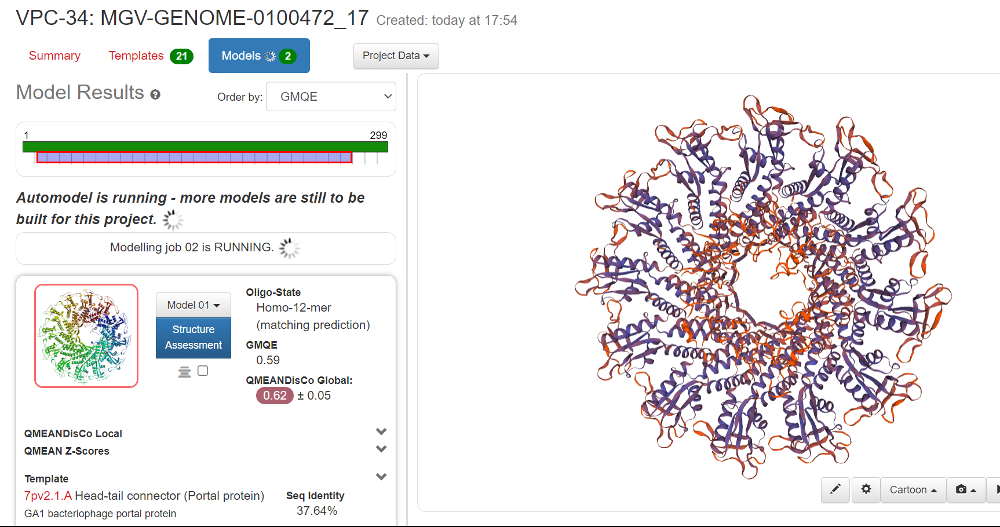 VPC-34: MGV-GENOME-0100472_17 Created: today at 17:54
Summary Templates 21 Models 2 Project Data
Model Results ? Order by: GMQE
1 299
Automodel is running - more models are still to be
built for this project.
Modelling job 02 is RUNNING.
Model 01
Structure
Assessment
Oligo-State
Homo-12-mer
(matching prediction)
GMQE
0.59
QMEANDisCo Global:
0.62 ± 0.05
QMEANDisCo Local
QMEAN Z-Scores
Template
7pv2.1.A Head-tail connector (Portal protein)
GA1 bacteriophage portal protein
Seq Identity
37.64%
Cartoon